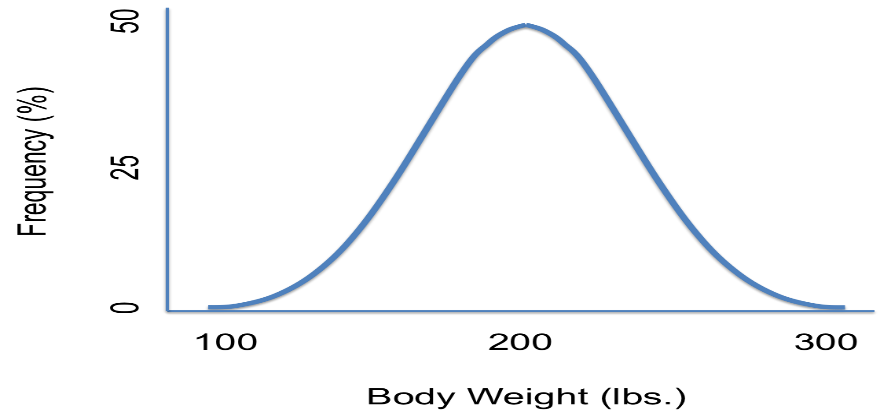 Frequency (%)
50
25
0
100 200 300
Body Weight (lbs.)